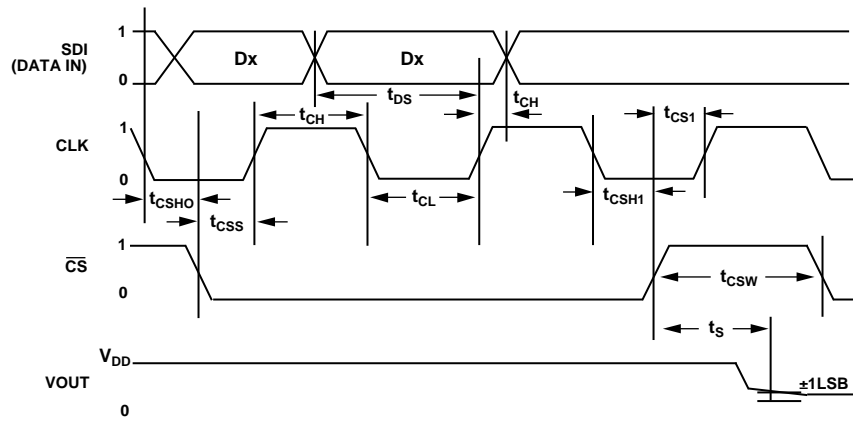 1
SDI
(DATA IN)
Dx
Dx
0
tDS
tCH
tCH
tCS1
1
CLK
0
tCSHO
tCSS
tCL
tCSH1
1
CS
0
tCSW
tS
VDD
VOUT
±1LSB
0